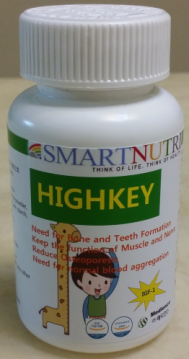 SMARTNUTRI
THINK OF LIFE. THINK OF HEALTH
HIGHKEY
Need for Bone and Teeth Formation
Keep the Function of Muscle and Nerve
Reduce Osteoporosis
Need for normal blood aggregation
IGF-1